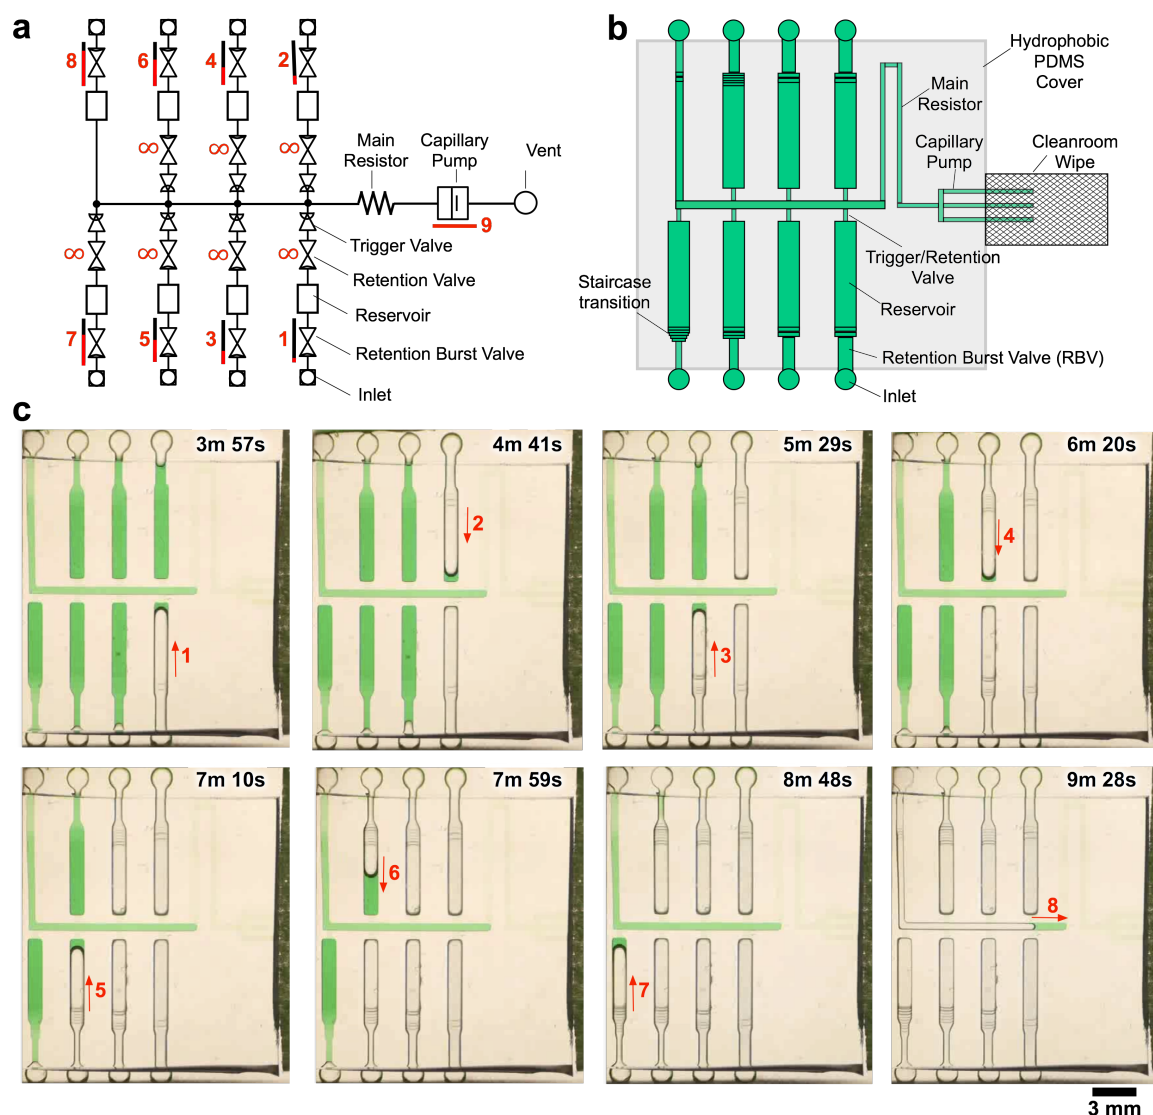 a
8
6
4
2
∞
∞
∞
Main
Resistor
Capillary
Pump
Vent
9
Trigger Valve
∞
∞
∞
∞
Retention Valve
Reservoir
7
5
3
1
Retention Burst Valve
Inlet
b
Hydrophobic
PDMS
Cover
Main
Resistor
Capillary
Pump
Cleanroom
Wipe
Trigger/Retention
Valve
Staircase
transition
Reservoir
Retention Burst Valve (RBV)
Inlet
c
3m 57s
1
4m 41s
2
5m 29s
3
6m 20s
4
7m 10s
5
7m 59s
6
8m 48s
7
9m 28s
8
3 mm